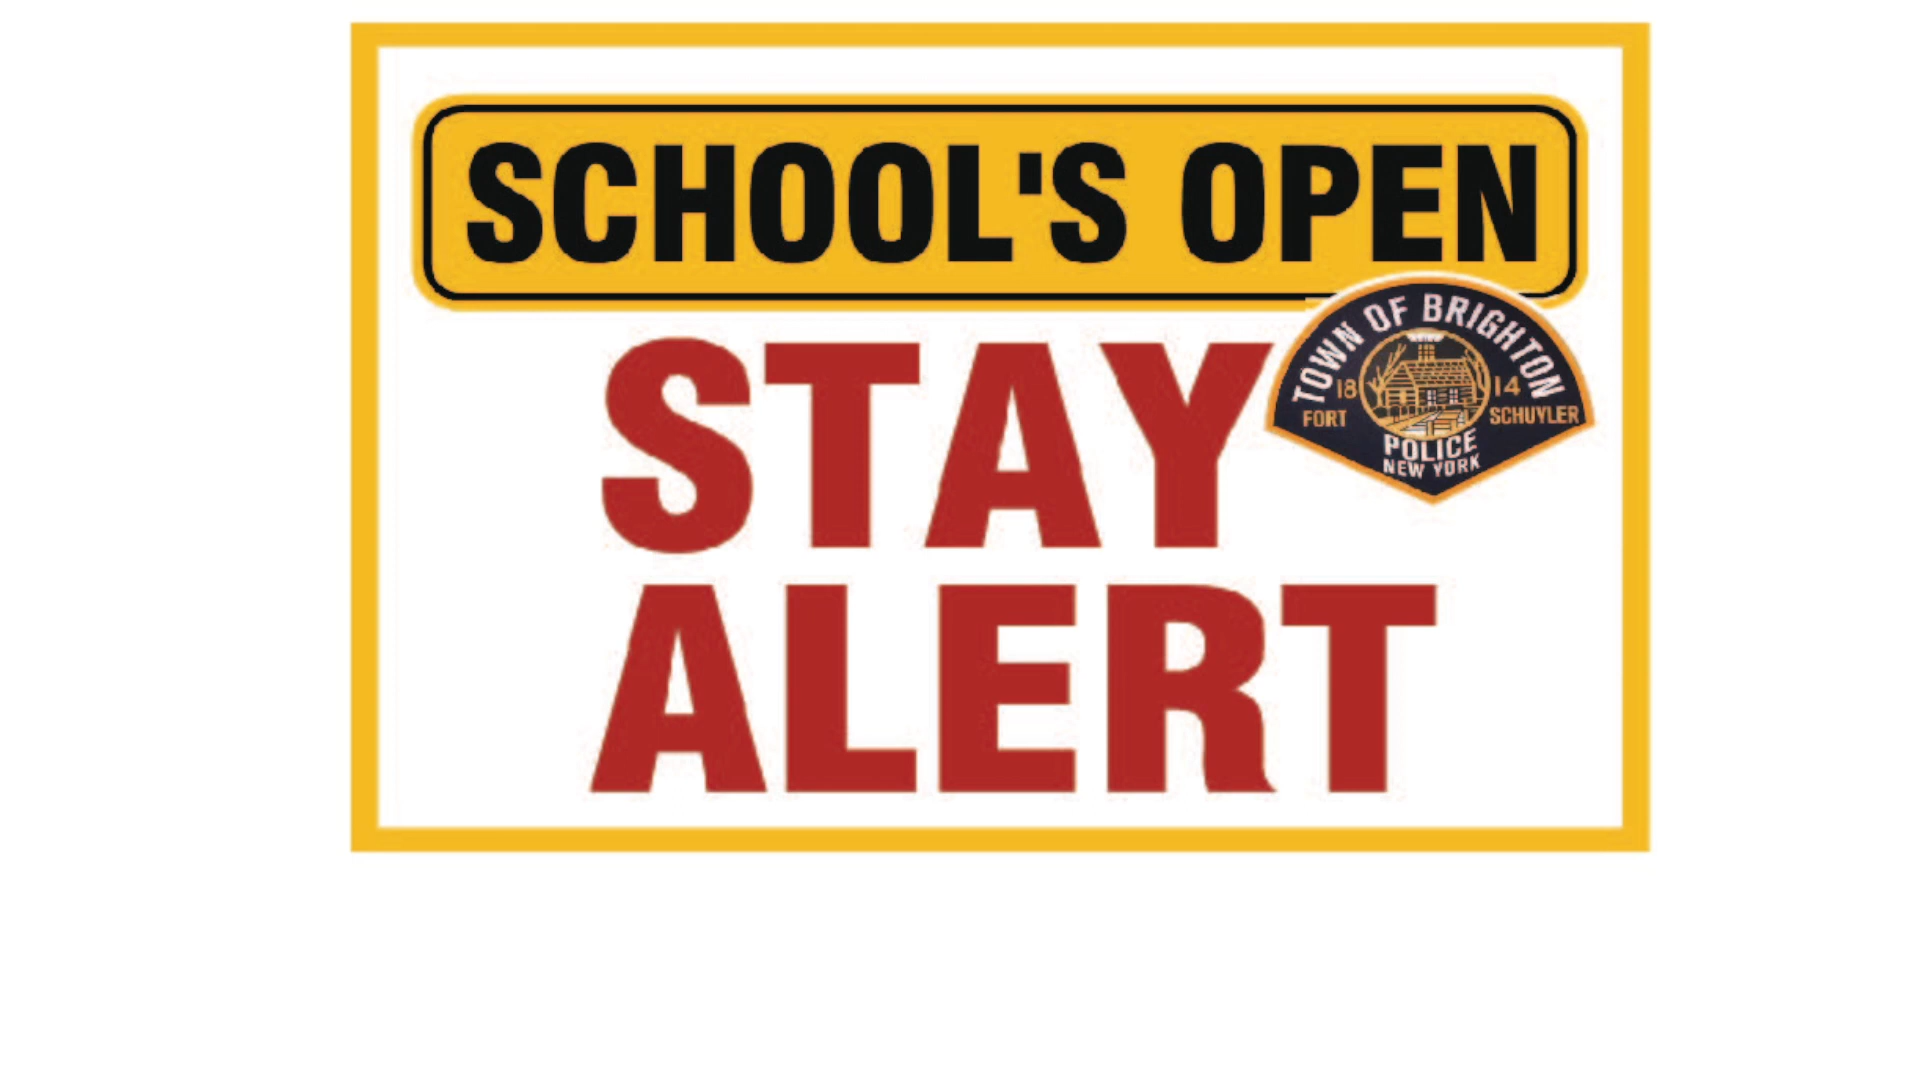 SCHOOL'S OPEN
STAY
ALERT
TOWN OF BRIGHTON
18 14
FORT SCHUYLER
POLICE
NEW YORK